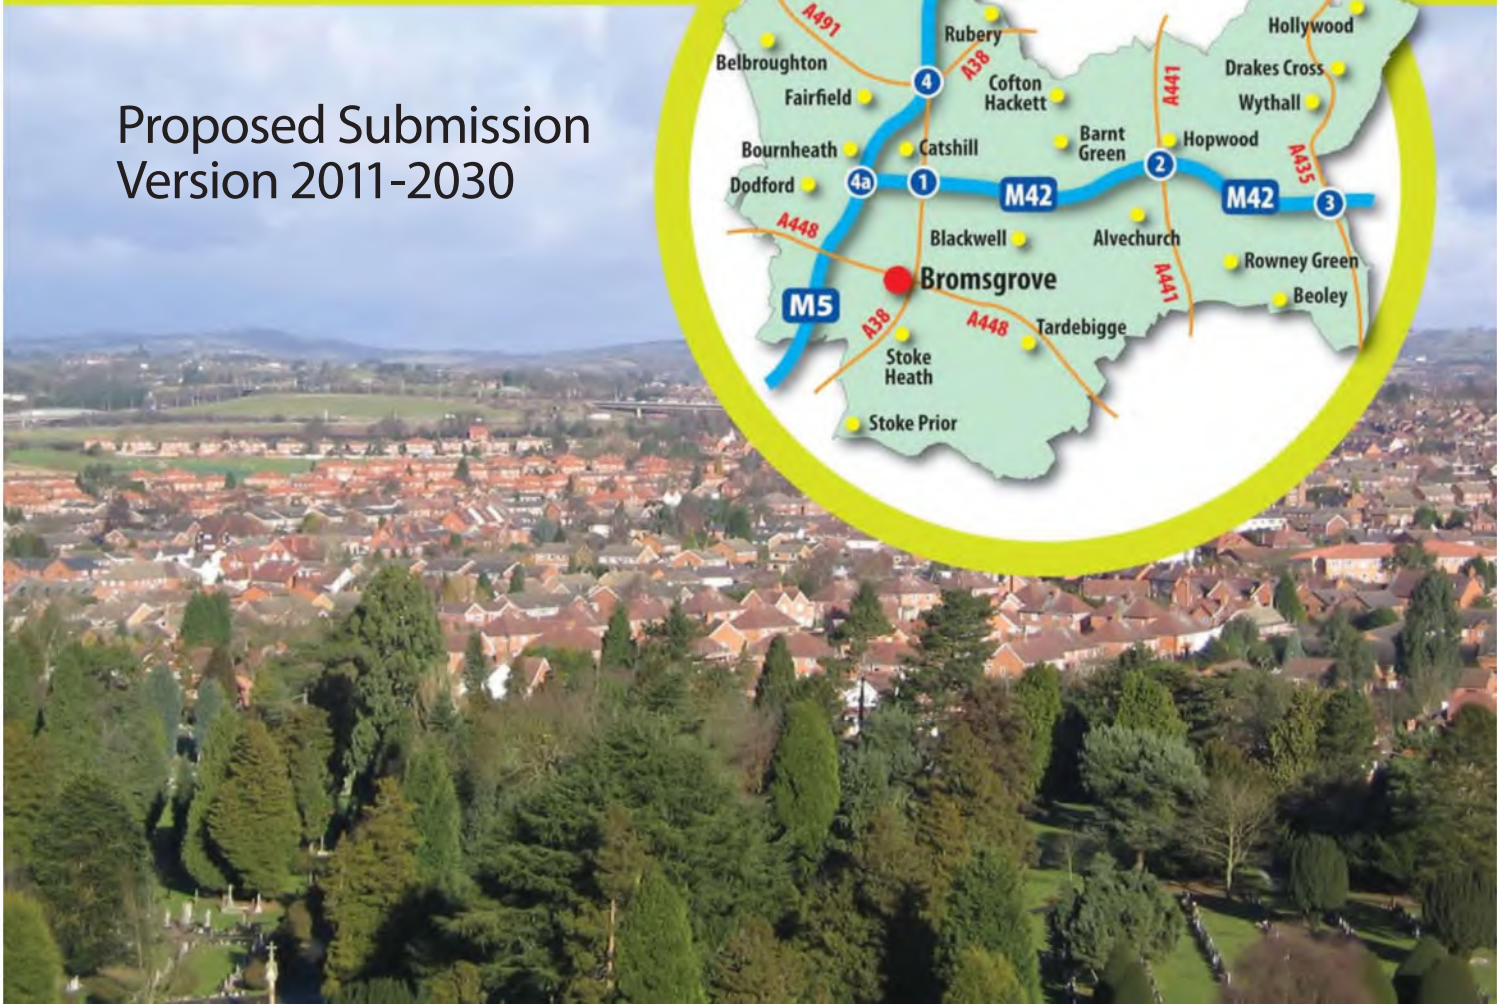 Proposed Submission
Version 2011-2030
A491
Rubery
A38
Hollywood
Belbroughton
4
Cofton
Hackett
A441
Drakes Cross
Fairfield
Wythall
Bournheath
Catshill
Barnt
Green
Hopwood
A435
Dodford
4a
1
M42
2
M42
3
A448
Blackwell
Alvechurch
Rowney Green
Bromsgrove
A441
Beoley
M5
A38
A448
Tardebigge
Stoke
Heath
Stoke Prior